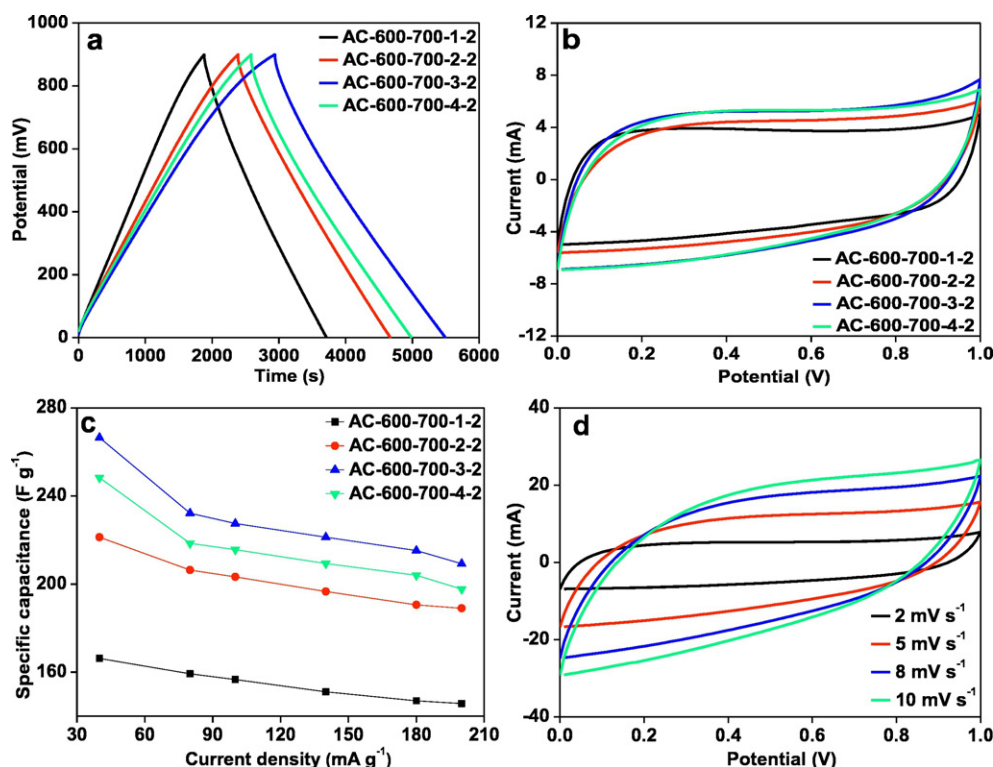 a
AC-600-700-1-2
AC-600-700-2-2
AC-600-700-3-2
AC-600-700-4-2
Potential (mV)
1000
800
600
400
200
0
0 1000 2000 3000 4000 5000 6000
Time (s)
b
Current (mA)
12
8
4
0
-4
-8
-12
AC-600-700-1-2
AC-600-700-2-2
AC-600-700-3-2
AC-600-700-4-2
0.0 0.2 0.4 0.6 0.8 1.0
Potential (V)
c
AC-600-700-1-2
AC-600-700-2-2
AC-600-700-3-2
AC-600-700-4-2
Specific capacitance (F g⁻¹)
280
240
200
160
30 60 90 120 150 180 210
Current density (mA g⁻¹)
d
Current (mA)
40
20
0
-20
-40
2 mV s⁻¹
5 mV s⁻¹
8 mV s⁻¹
10 mV s⁻¹
0.0 0.2 0.4 0.6 0.8 1.0
Potential (V)